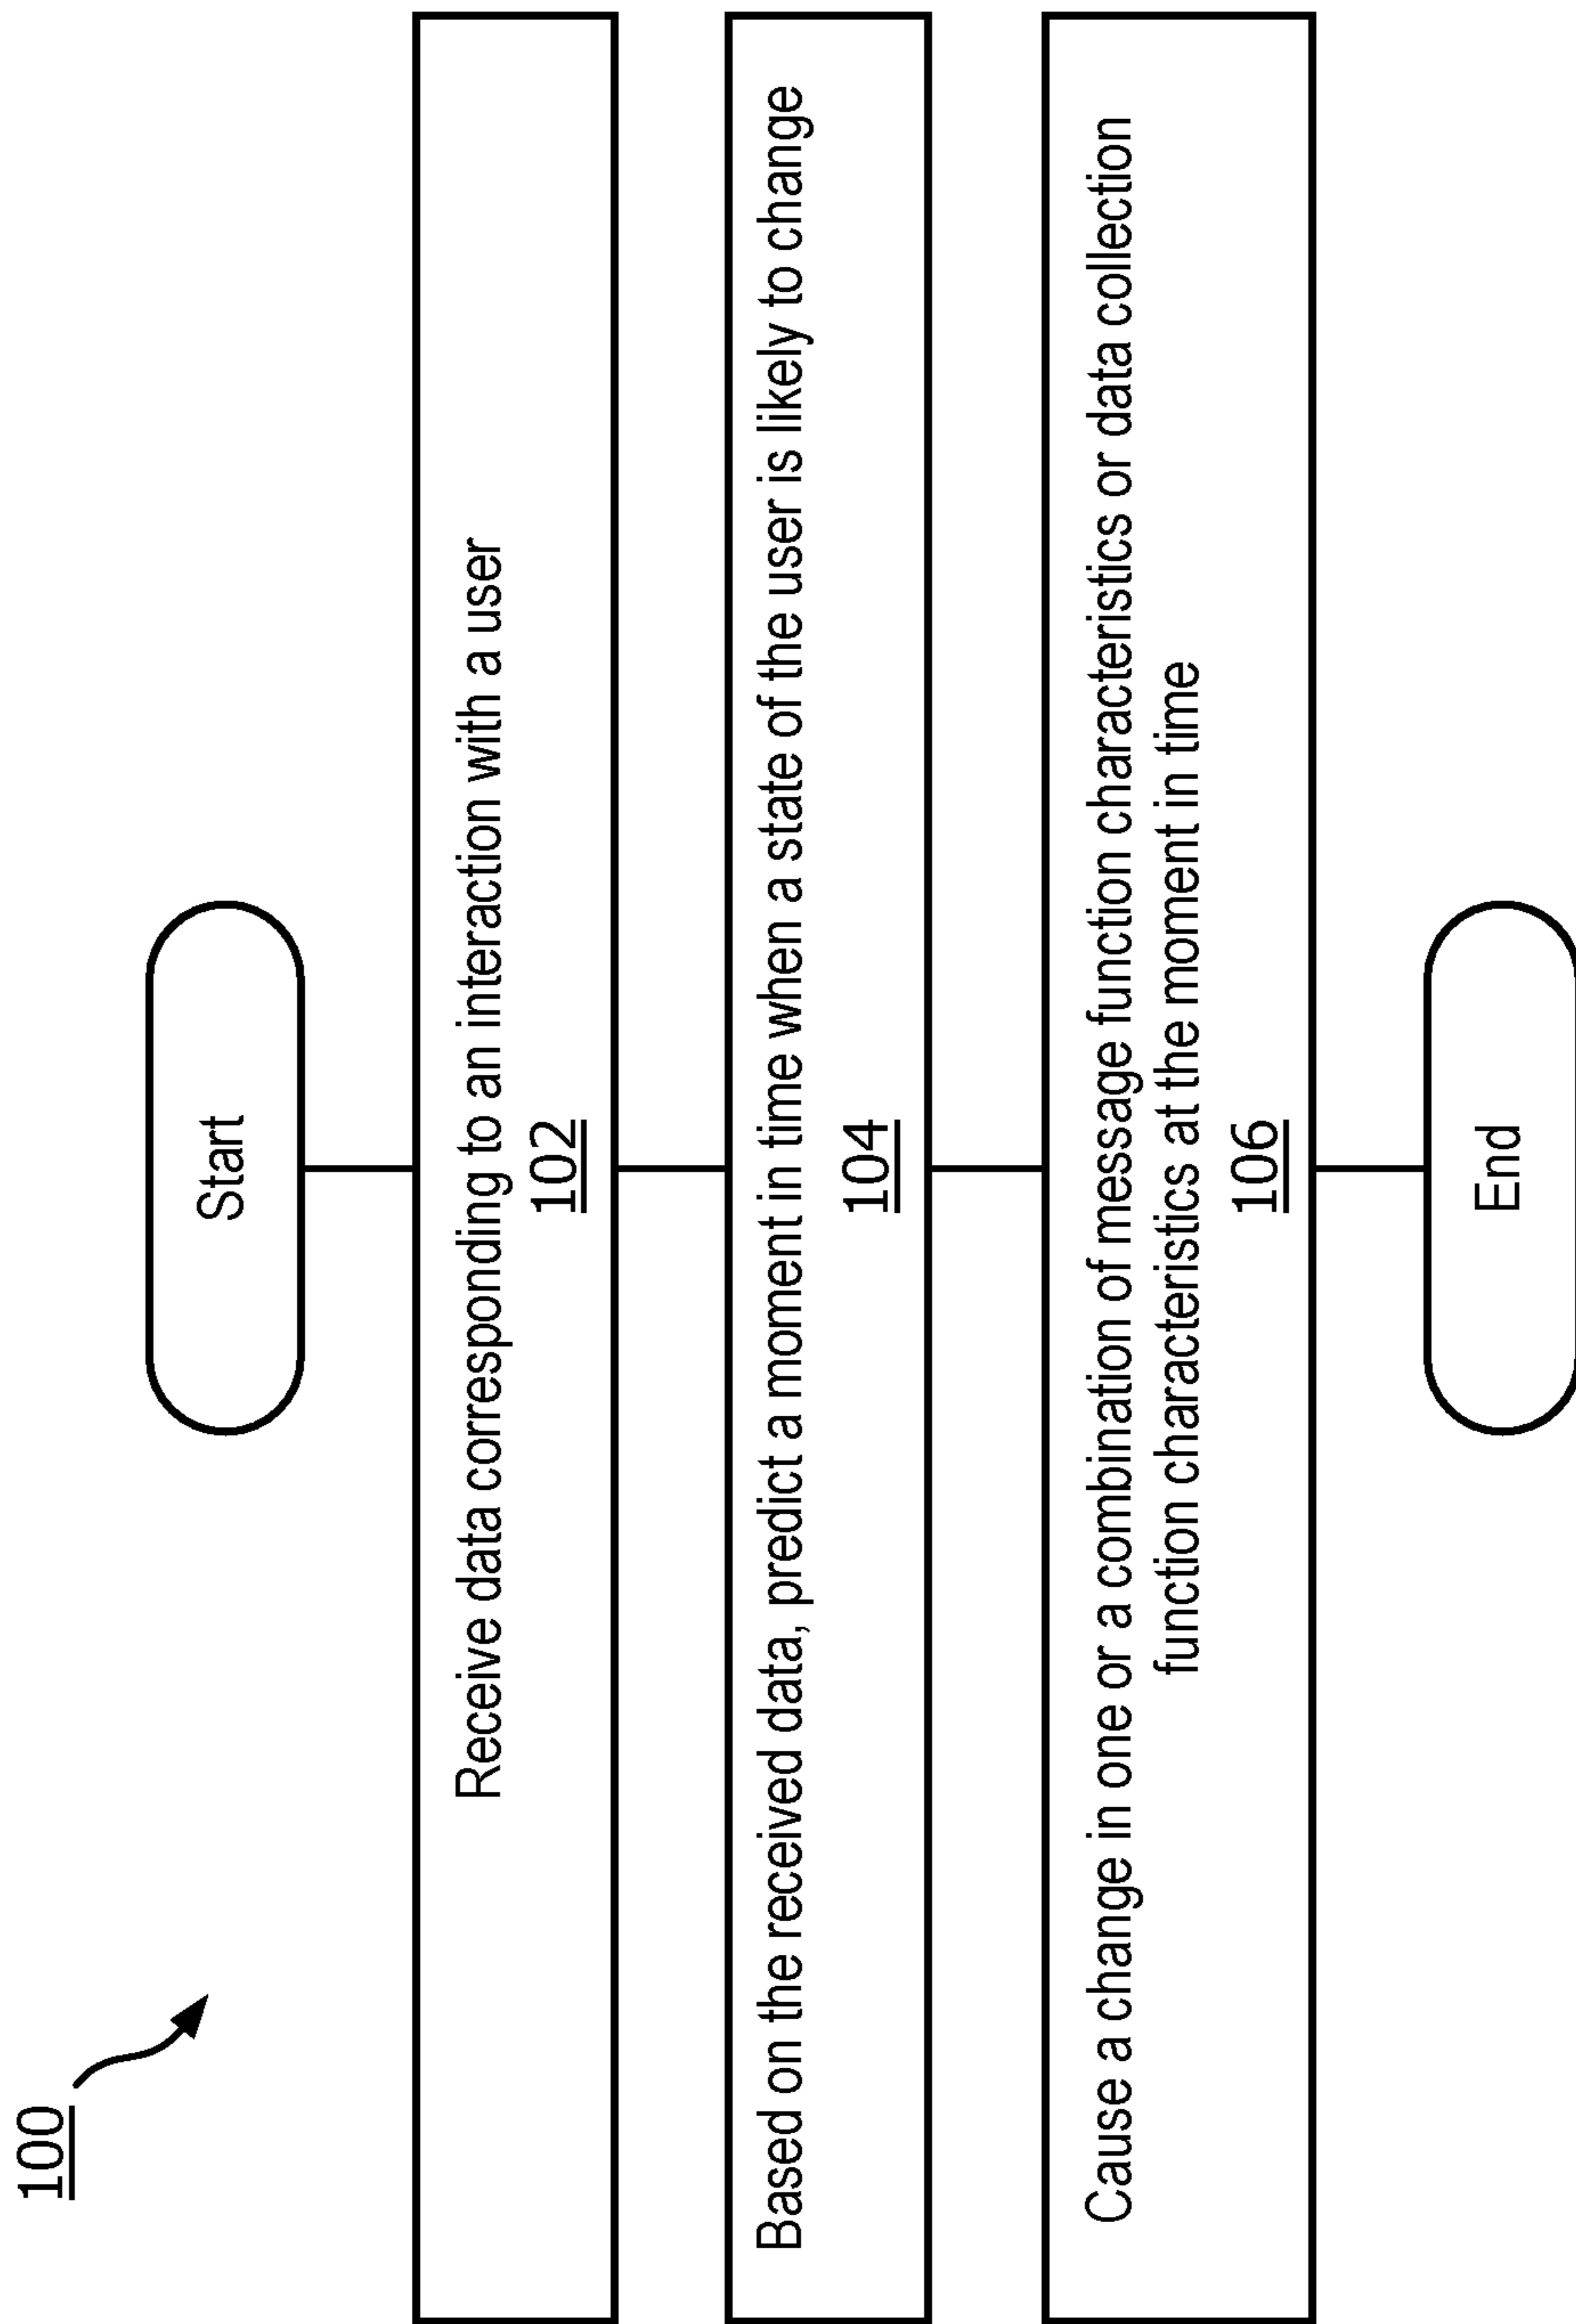 100
Start
Receive data corresponding to an interaction with a user
102
Based on the received data, predict a moment in time when a state of the user is likely to change
104
Cause a change in one or a combination of message function characteristics or data collection
function characteristics at the moment in time
106
End